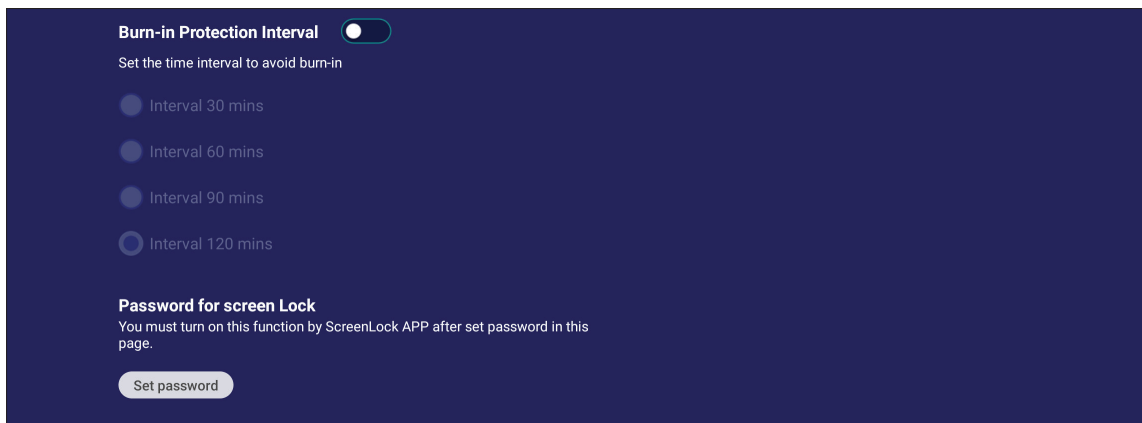 Burn-in Protection Interval
Set the time interval to avoid burn-in
Interval 30 mins
Interval 60 mins
Interval 90 mins
Interval 120 mins
Password for screen Lock
You must turn on this function by ScreenLock APP after set password in this
page.
Set password